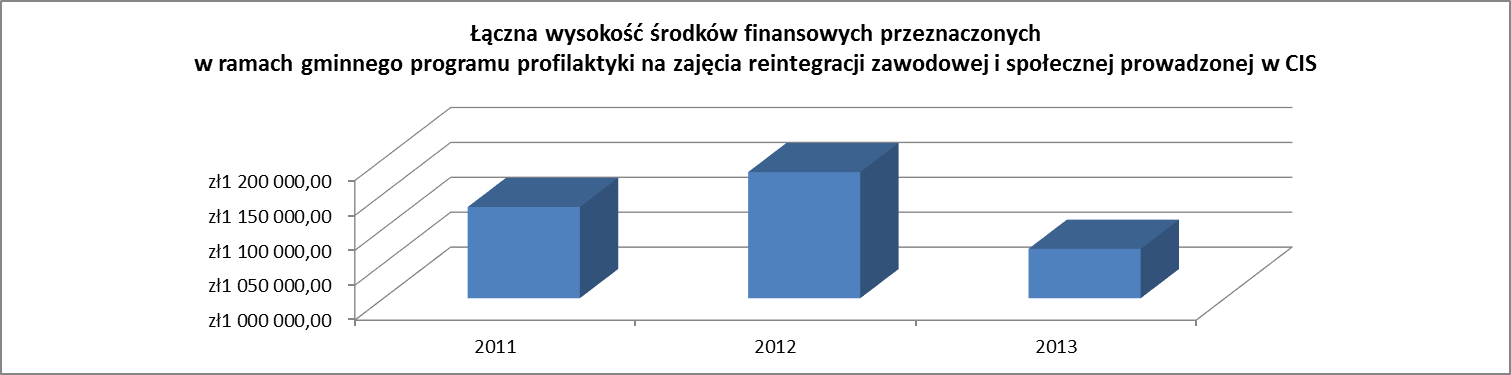 Łączna wysokość środków finansowych przeznaczonych
w ramach gminnego programu profilaktyki na zajęcia reintegracji zawodowej i społecznej prowadzonej w CIS
zł1 200 000,00
zł1 150 000,00
zł1 100 000,00
zł1 050 000,00
zł1 000 000,00
2011 2012 2013